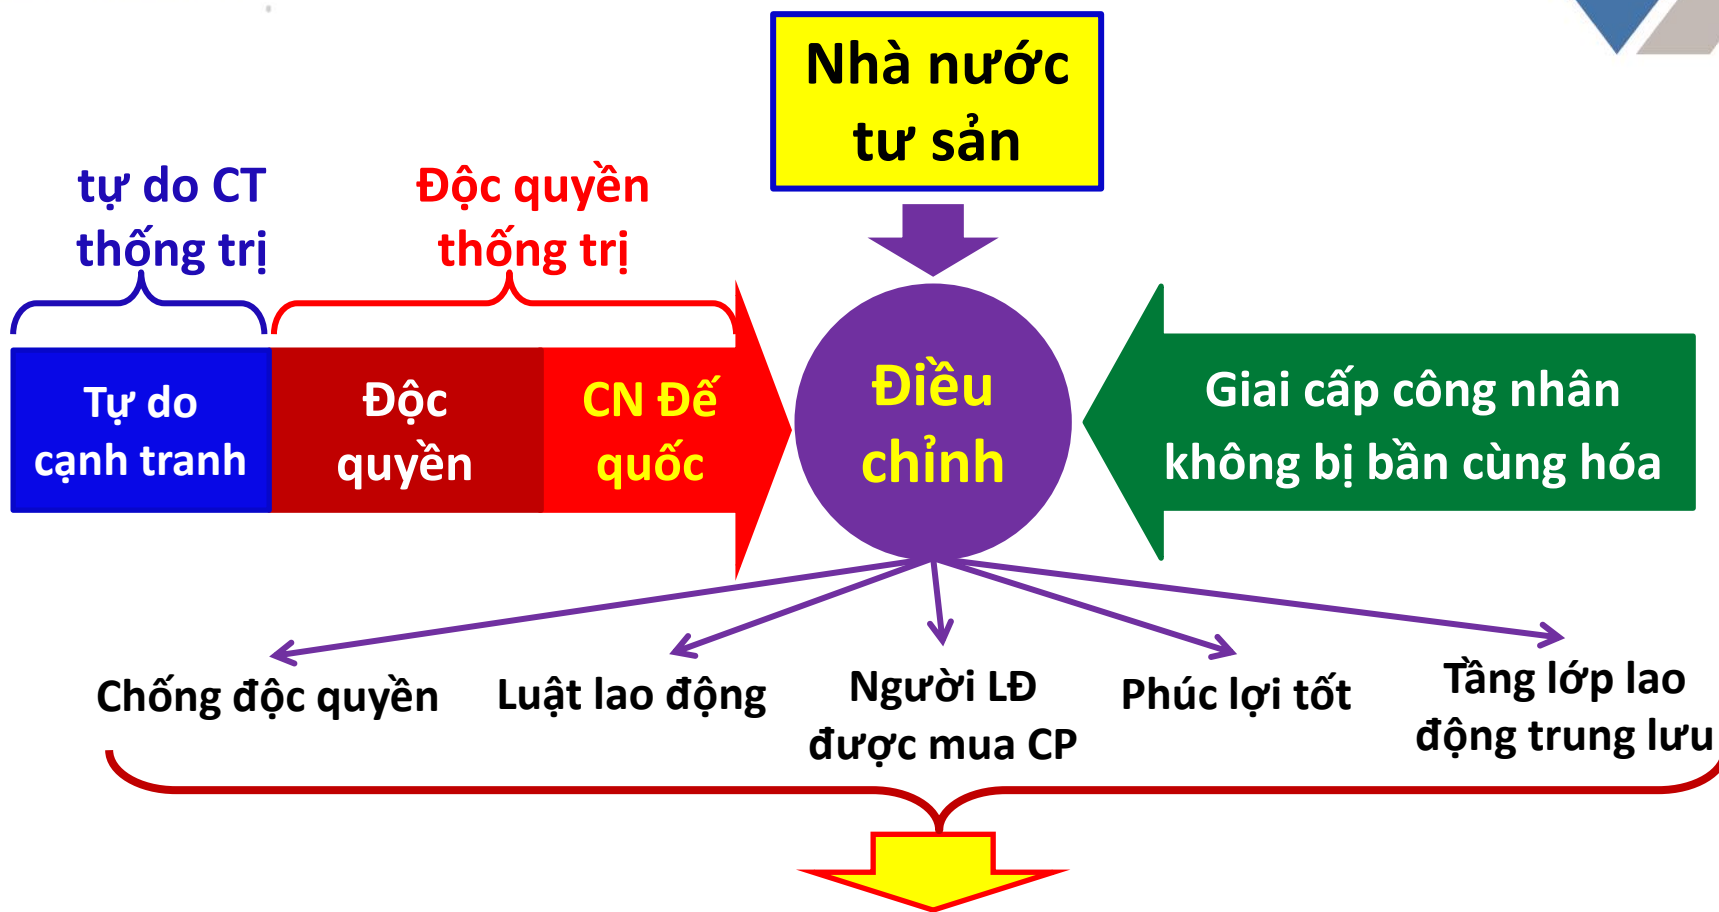 Nhà nước
tư sản
tự do CT
thống trị
Độc quyền
thống trị
Tự do
cạnh tranh
Độc
quyền
CN Đế
quốc
Điều
chỉnh
Giai cấp công nhân
không bị bần cùng hóa
Chống độc quyền
Luật lao động
Người LĐ
được mua CP
Phúc lợi tốt
Tầng lớp lao
động trung lưu